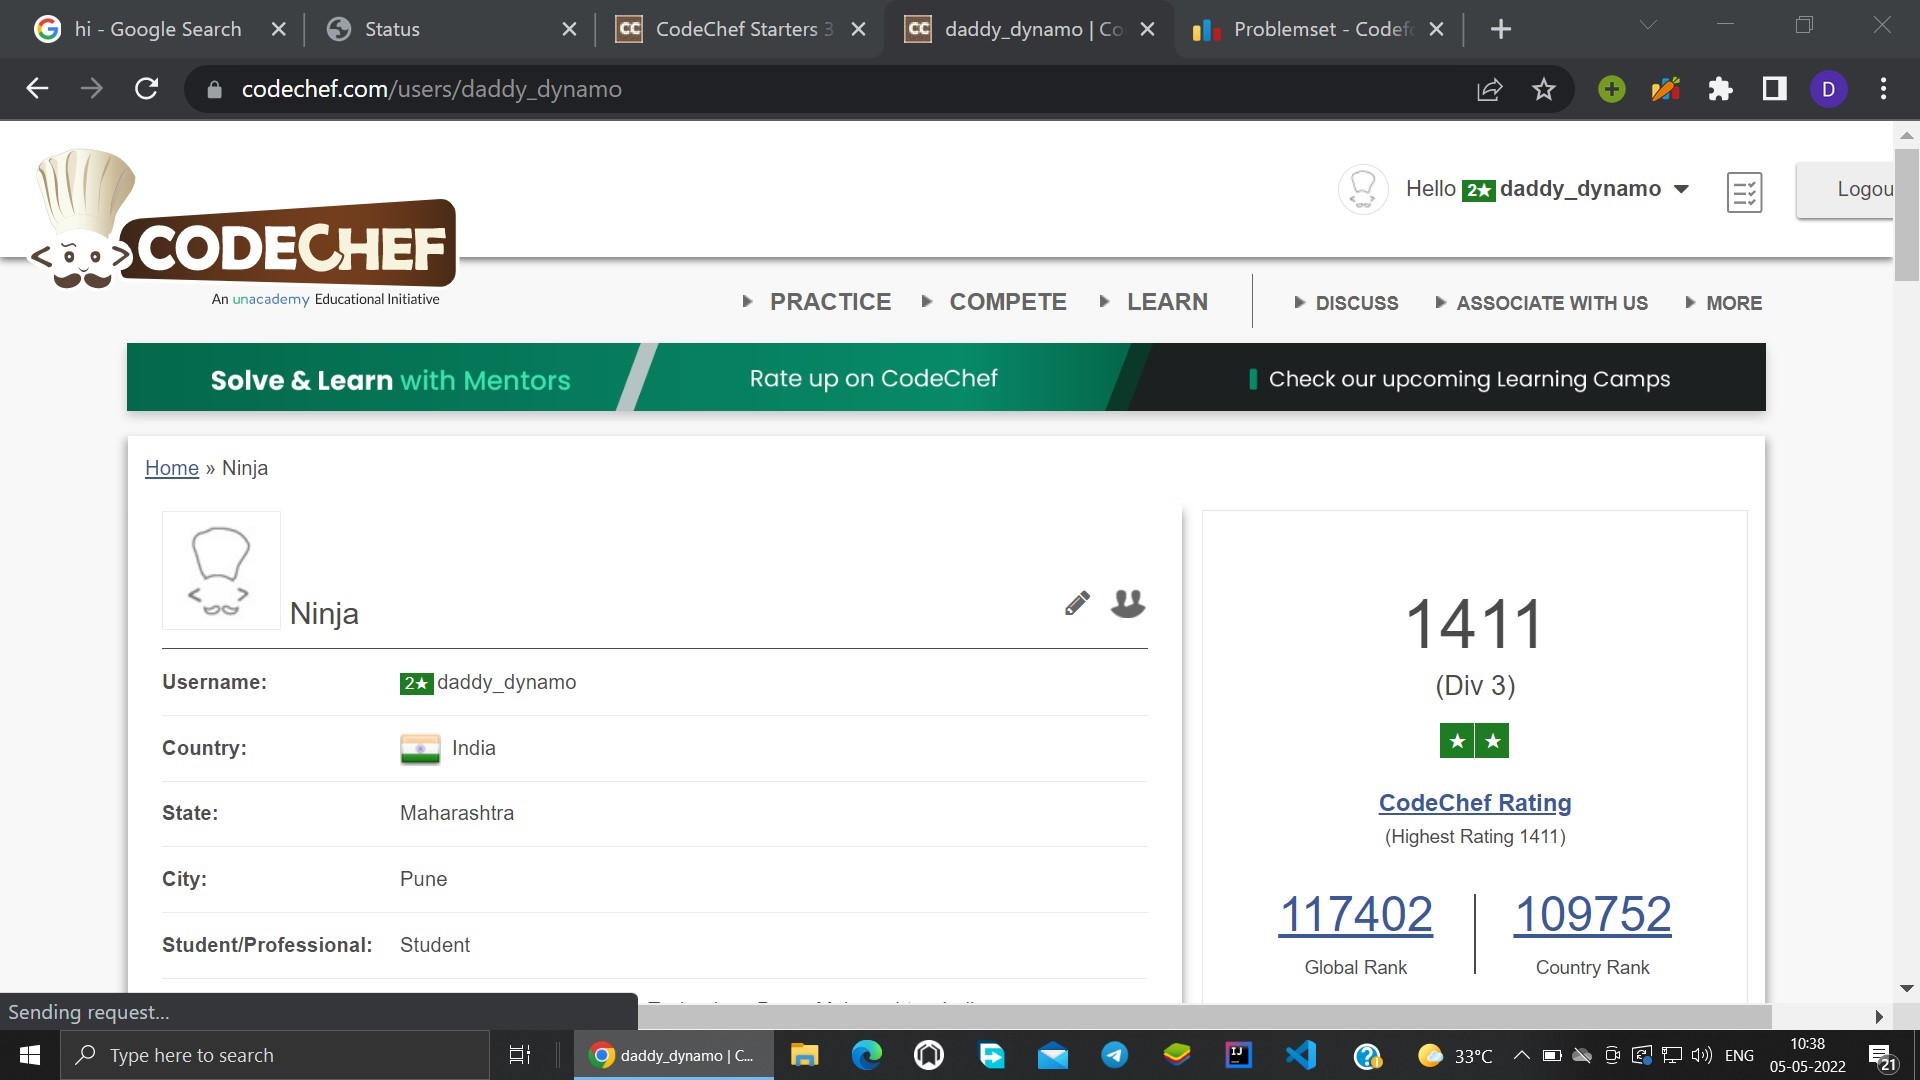 hi - Google Search
Status
CodeChef Starters 3
daddy_dynamo | Co
Problemset - Codef
codechef.com/users/daddy_dynamo
D
Hello 2★ daddy_dynamo
Logou
CODECHEF
An unacademy Educational Initiative
PRACTICE COMPETE LEARN DISCUSS ASSOCIATE WITH US MORE
Solve & Learn with Mentors Rate up on CodeChef Check our upcoming Learning Camps
Home » Ninja
Ninja
Username: 2★ daddy_dynamo
Country: India
State: Maharashtra
City: Pune
Student/Professional: Student
1411
(Div 3)
★ ★
CodeChef Rating
(Highest Rating 1411)
117402 109752
Global Rank Country Rank
Sending request...
Type here to search
daddy_dynamo | C...
33°C
ENG
10:38
05-05-2022
21